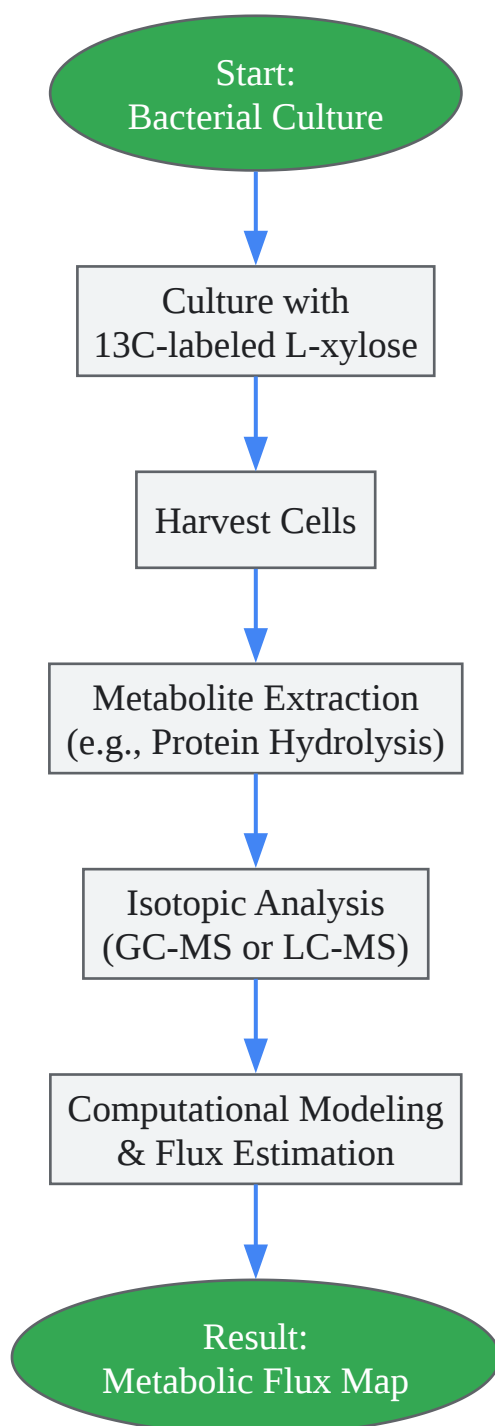 Start:
Bacterial Culture
Culture with
13C-labeled L-xylose
Harvest Cells
Metabolite Extraction
(e.g., Protein Hydrolysis)
Isotopic Analysis
(GC-MS or LC-MS)
Computational Modeling
& Flux Estimation
Result:
Metabolic Flux Map